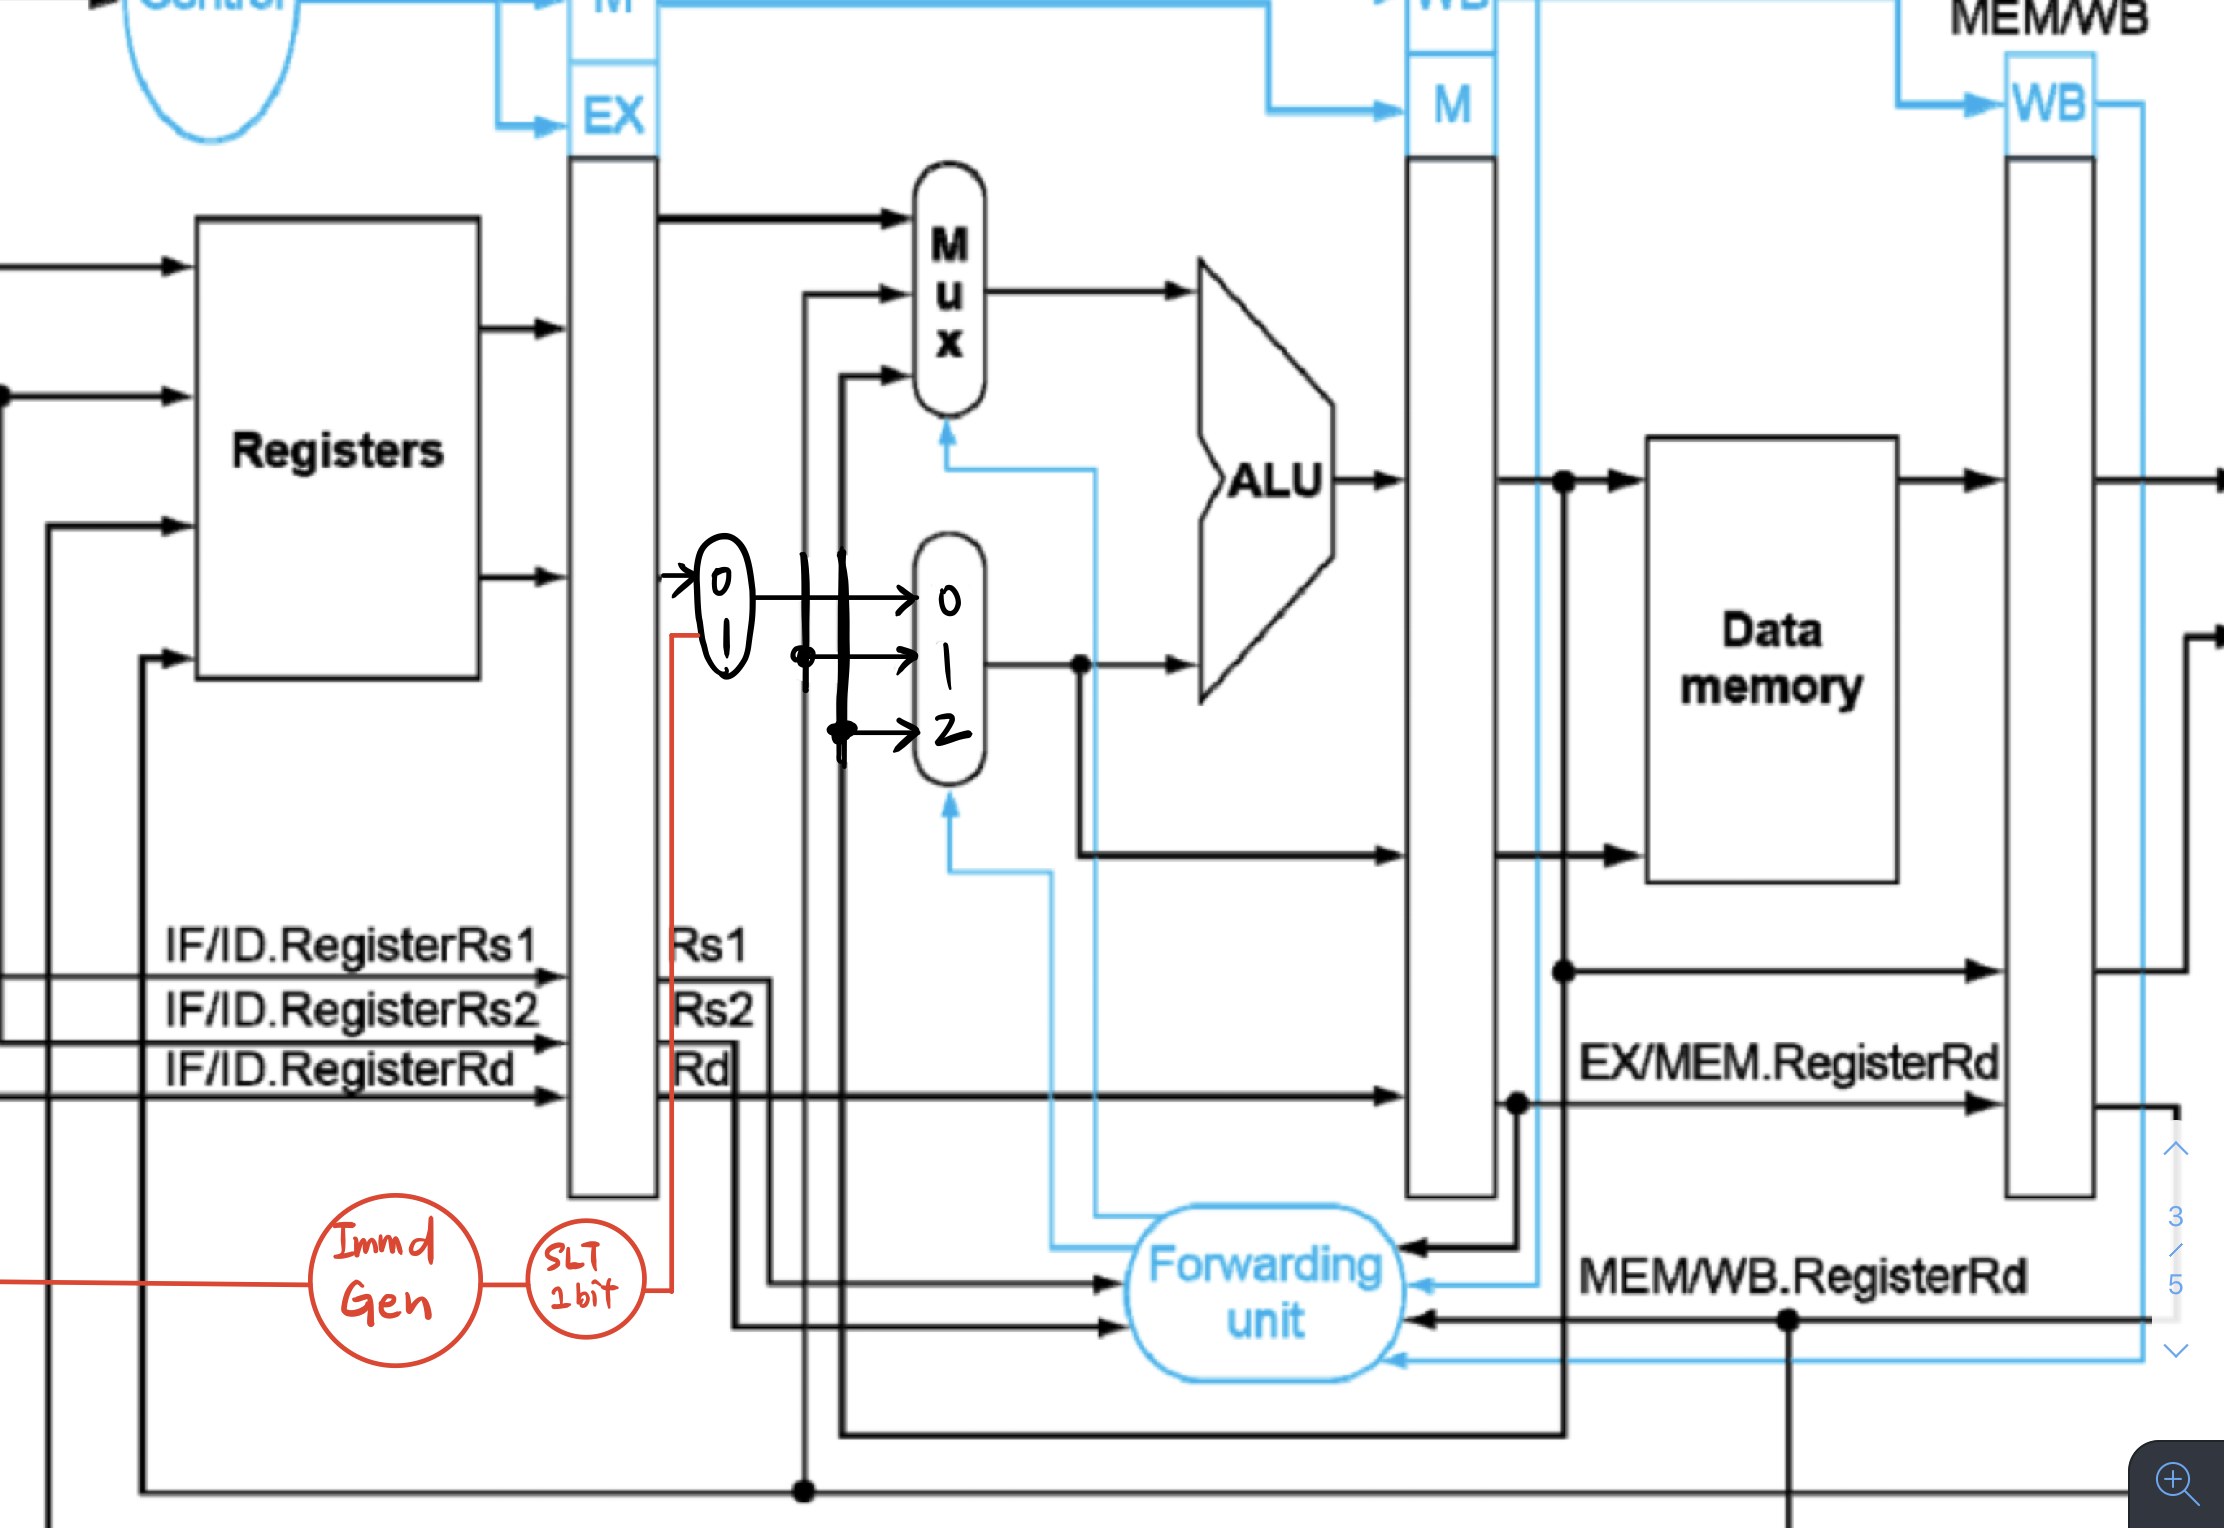 Control
M
WB
MEM/WB
EX
M
WB
M
u
x
Registers
ALU
0
1
0
1
2
Data
memory
IF/ID.RegisterRs1
Rs1
IF/ID.RegisterRs2
Rs2
IF/ID.RegisterRd
Rd
EX/MEM.RegisterRd
Immd
Gen
SLT
1bit
Forwarding
unit
MEM/WB.RegisterRd
3
/
5